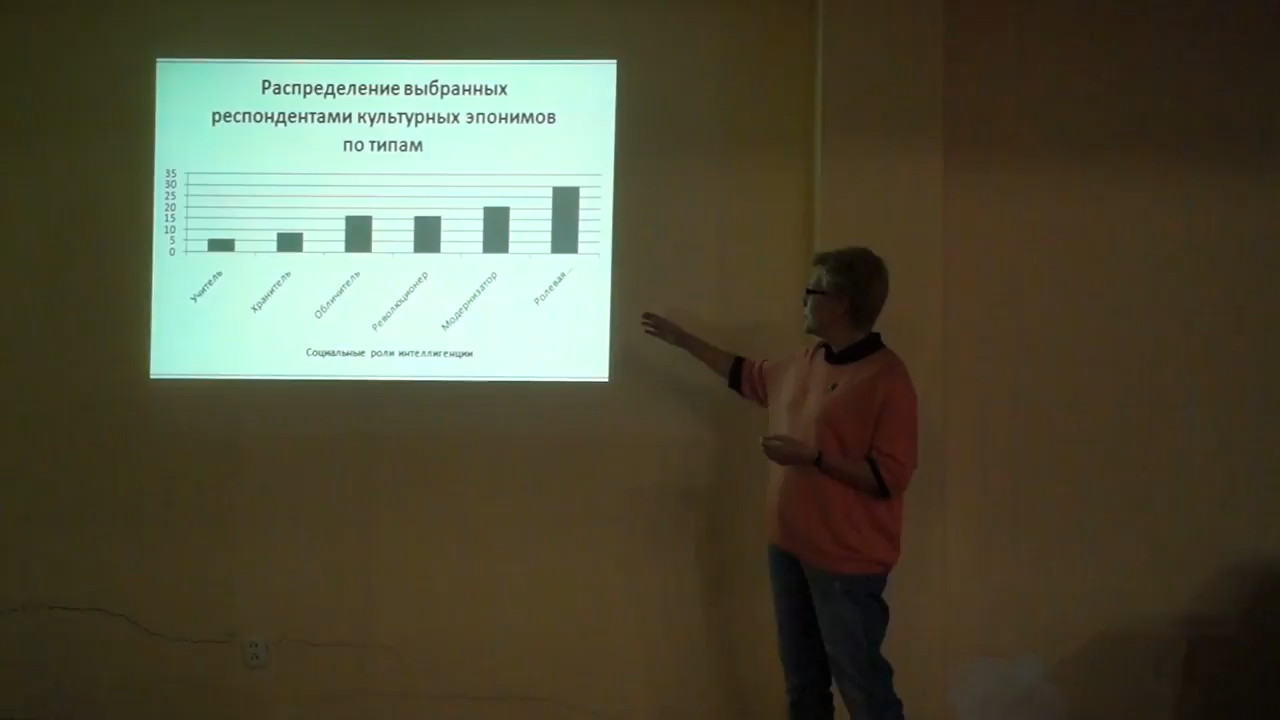 Распределение выбранных
респондентами культурных эпонимов
по типам
35
30
25
20
15
10
5
0
Учитель
Хранитель
Обличитель
Революционер
Модернизатор
Ролевая...
Социальные роли интеллигенции